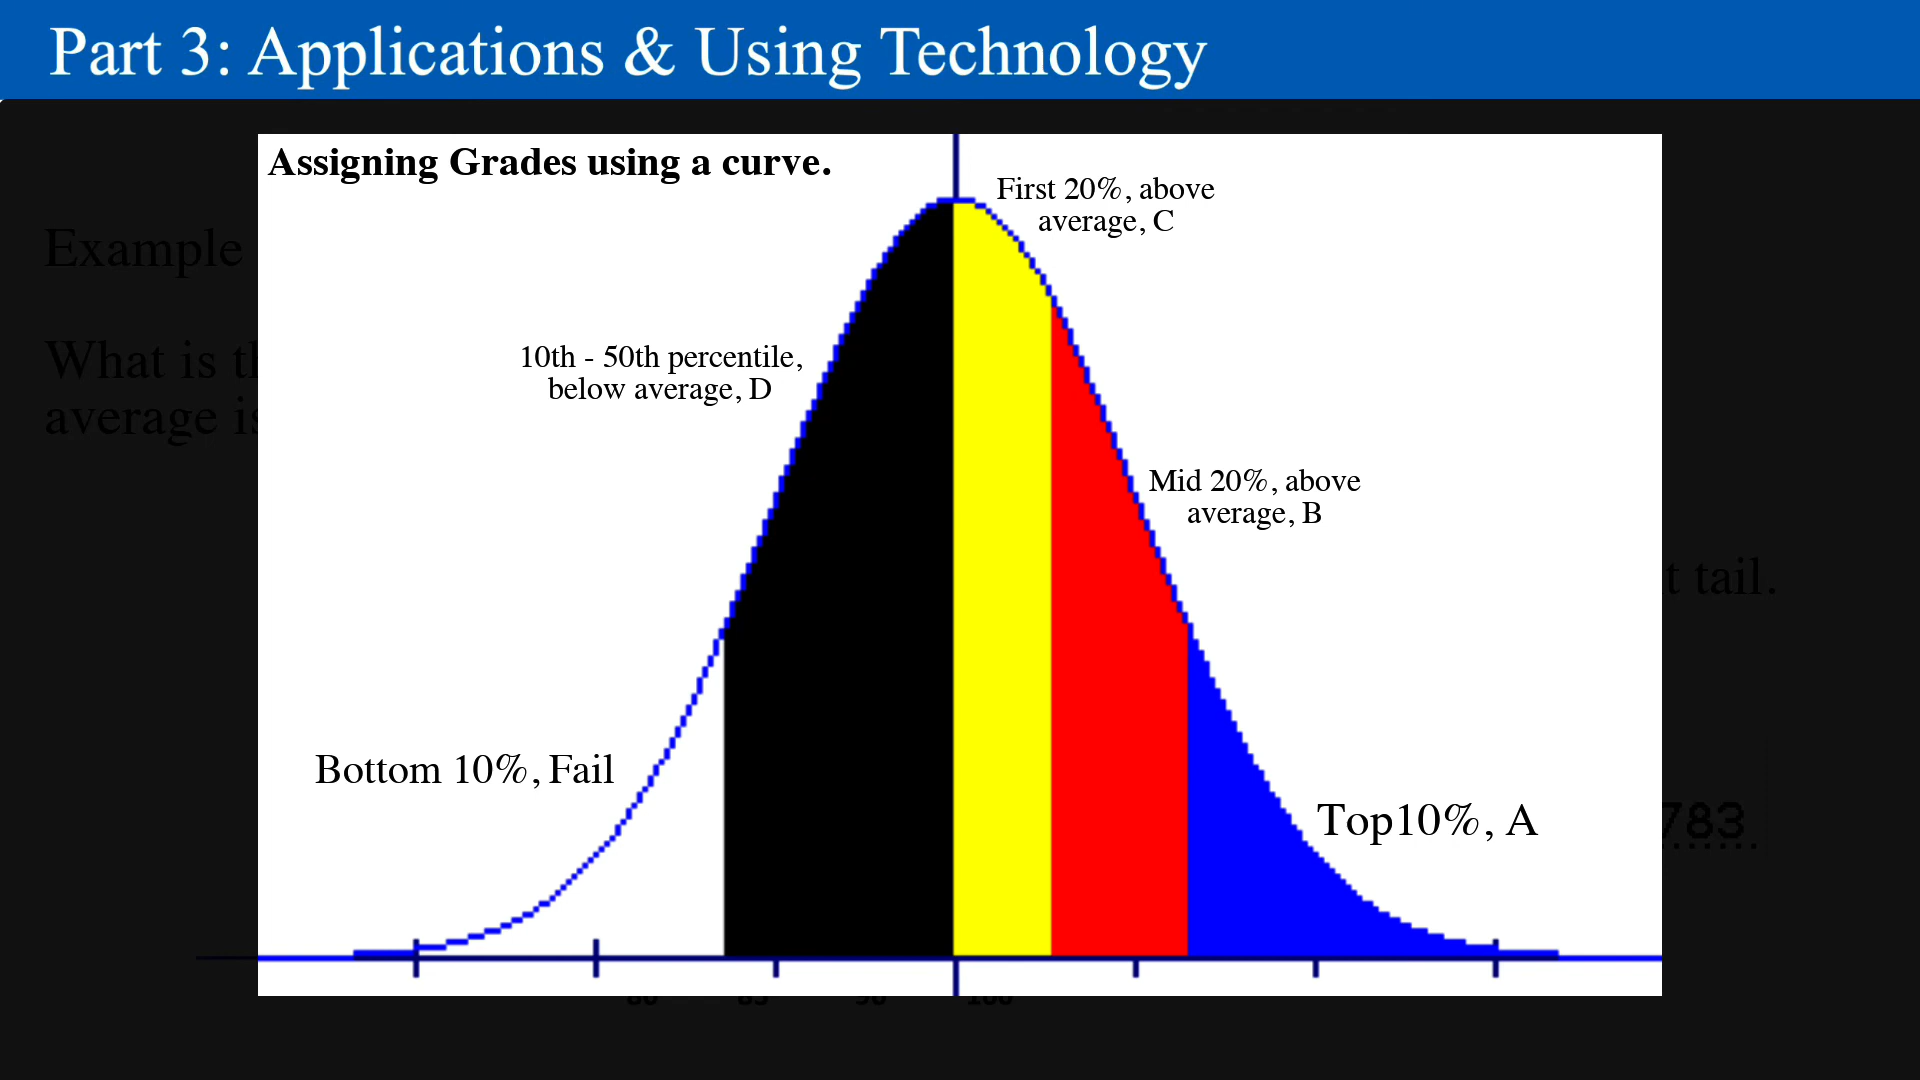 Part 3: Applications & Using Technology
Assigning Grades using a curve.
First 20%, above
average, C
Example
10th - 50th percentile,
below average, D
What is
average
Mid 20%, above
average, B
tail.
Bottom 10%, Fail
Top10%, A
783